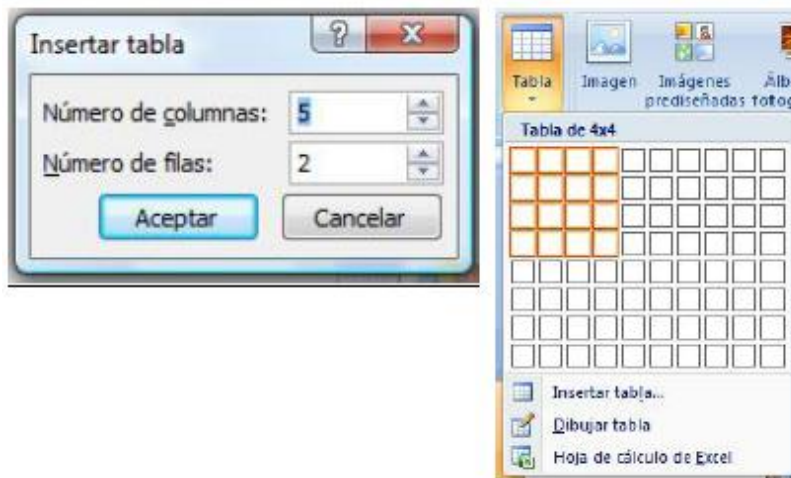 Insertar tabla
?
Número de columnas: 5
Número de filas: 2
Aceptar Cancelar
Tabla Imagen Imágenes prediseñadas
Tabla de 4x4
Insertar tabla...
Dibujar tabla
Hoja de cálculo de Excel